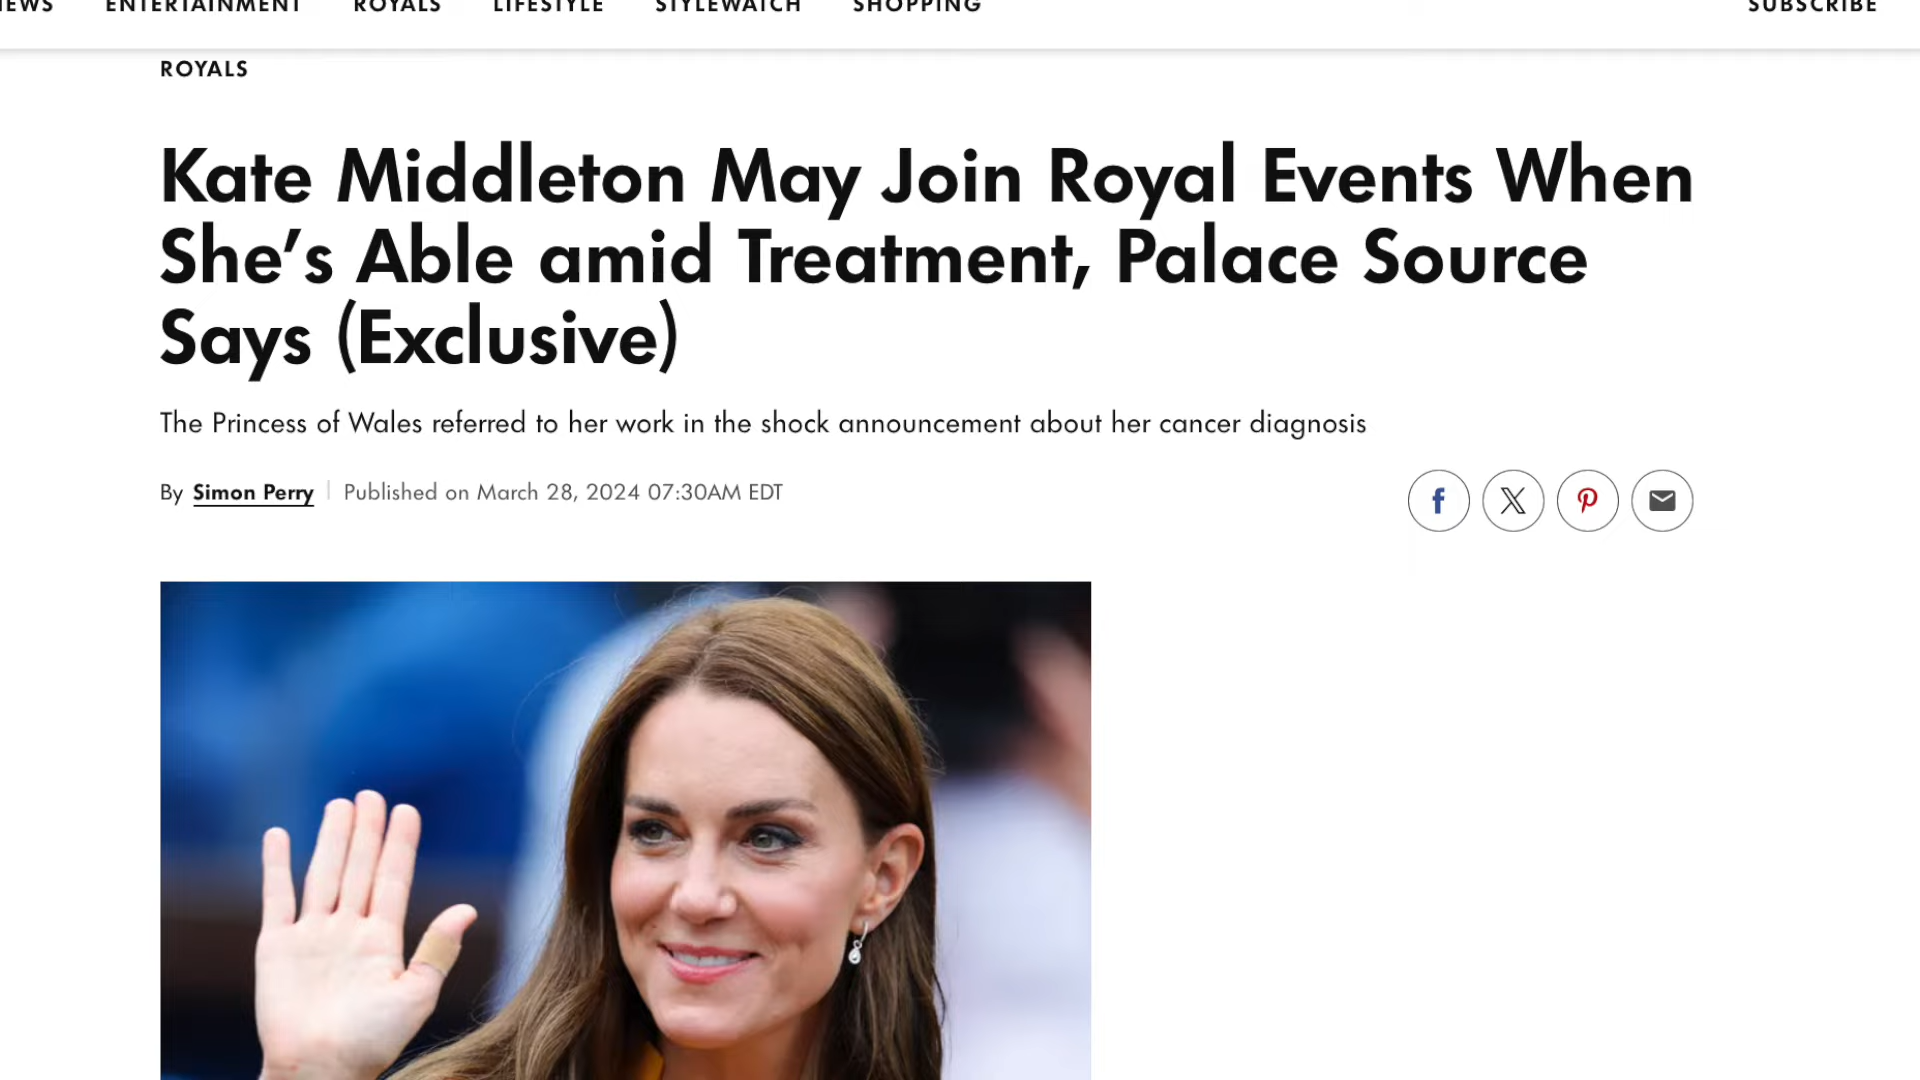 NEWS ENTERTAINMENT ROYALS LIFESTYLE STYLEWATCH SHOPPING SUBSCRIBE
ROYALS
Kate Middleton May Join Royal Events When
She’s Able amid Treatment, Palace Source
Says (Exclusive)
The Princess of Wales referred to her work in the shock announcement about her cancer diagnosis
By Simon Perry | Published on March 28, 2024 07:30AM EDT